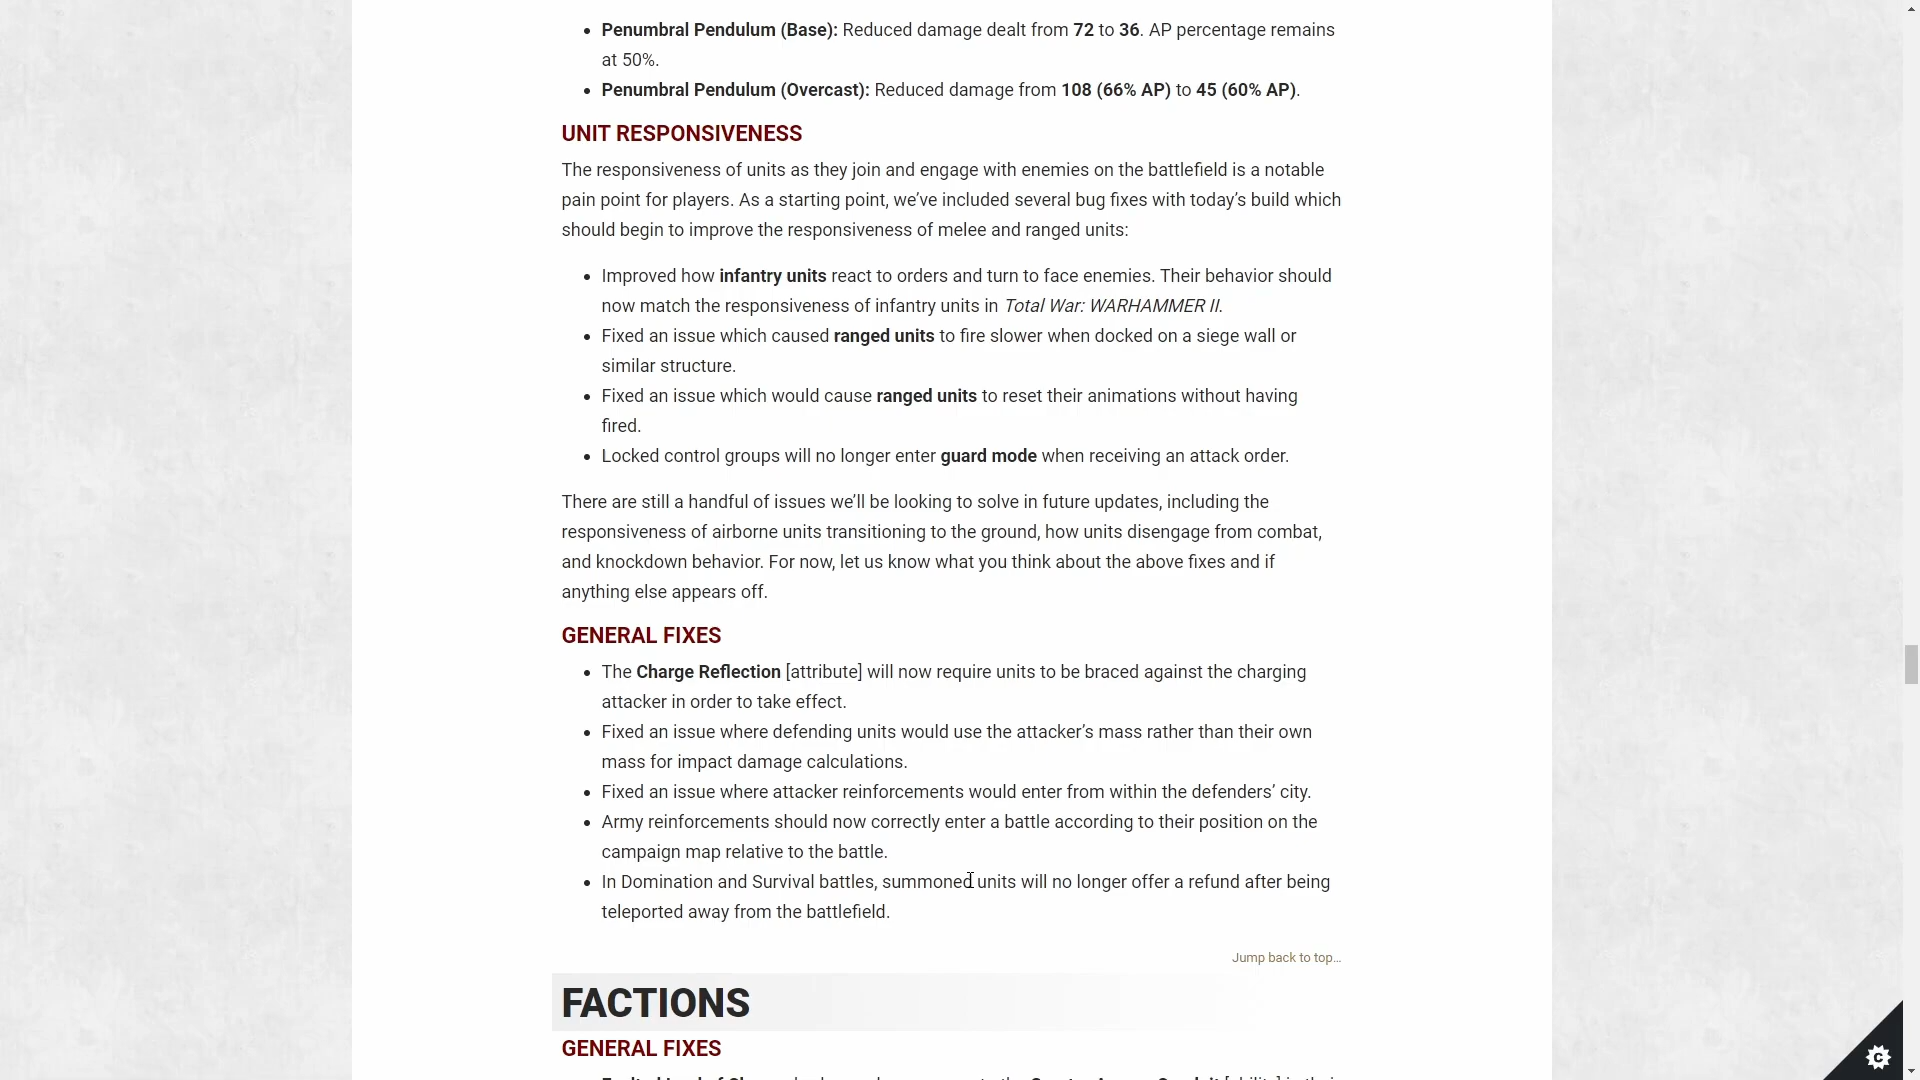 Penumbral Pendulum (Base): Reduced damage dealt from 72 to 36. AP percentage remains
at 50%.
Penumbral Pendulum (Overcast): Reduced damage from 108 (66% AP) to 45 (60% AP).
UNIT RESPONSIVENESS
The responsiveness of units as they join and engage with enemies on the battlefield is a notable
pain point for players. As a starting point, we’ve included several bug fixes with today’s build which
should begin to improve the responsiveness of melee and ranged units:
Improved how infantry units react to orders and turn to face enemies. Their behavior should
now match the responsiveness of infantry units in Total War: WARHAMMER II.
Fixed an issue which caused ranged units to fire slower when docked on a siege wall or
similar structure.
Fixed an issue which would cause ranged units to reset their animations without having
fired.
Locked control groups will no longer enter guard mode when receiving an attack order.
There are still a handful of issues we’ll be looking to solve in future updates, including the
responsiveness of airborne units transitioning to the ground, how units disengage from combat,
and knockdown behavior. For now, let us know what you think about the above fixes and if
anything else appears off.
GENERAL FIXES
The Charge Reflection [attribute] will now require units to be braced against the charging
attacker in order to take effect.
Fixed an issue where defending units would use the attacker’s mass rather than their own
mass for impact damage calculations.
Fixed an issue where attacker reinforcements would enter from within the defenders’ city.
Army reinforcements should now correctly enter a battle according to their position on the
campaign map relative to the battle.
In Domination and Survival battles, summoned units will no longer offer a refund after being
teleported away from the battlefield.
Jump back to top…
FACTIONS
GENERAL FIXES